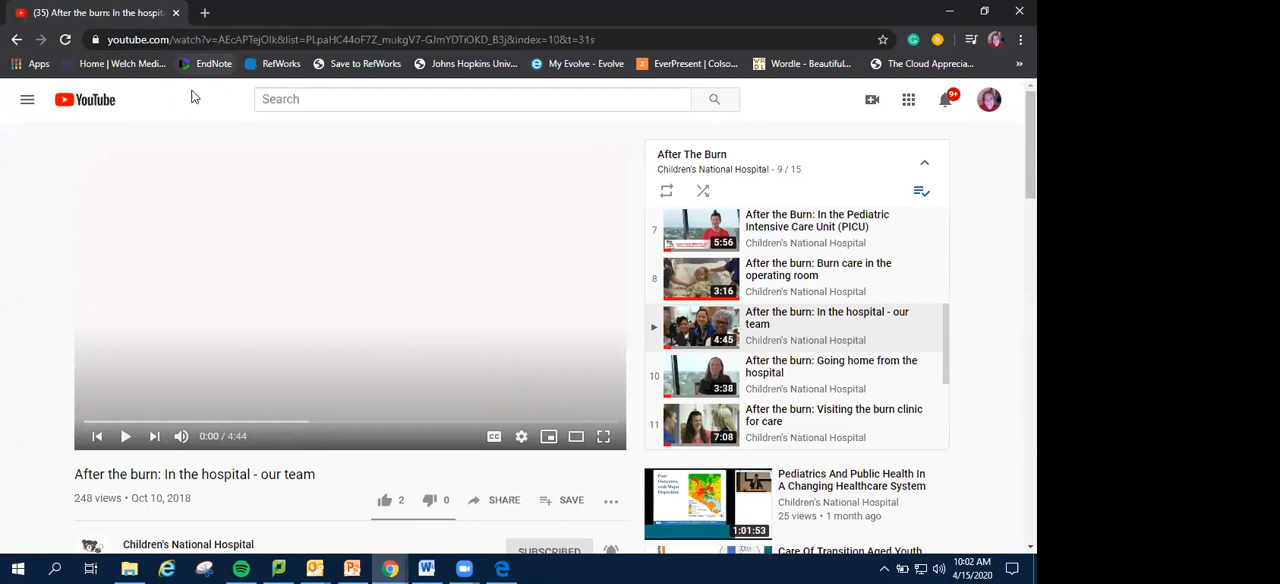 (35) After the burn: In the hospita
youtube.com/watch?v=AEcAPTejOlk&list=PLpaHC44oF7Z_mukgV7-GJmYDTiOKD_B3j&index=10&t=31s
Apps Home | Welch Medi... EndNote RefWorks Save to RefWorks Johns Hopkins Univ... My Evolve - Evolve EverPresent | Colso... Wordle - Beautiful... The Cloud Apprecia... »
YouTube Search 9+
After The Burn
Children's National Hospital - 9 / 15
7 After the Burn: In the Pediatric
Intensive Care Unit (PICU)
5:56 Children's National Hospital
8 After the burn: Burn care in the
operating room
3:16 Children's National Hospital
After the burn: In the hospital - our
team
4:45 Children's National Hospital
10 After the burn: Going home from the
hospital
3:38 Children's National Hospital
11 After the burn: Visiting the burn clinic
for care
7:08 Children's National Hospital
0:00 / 4:44 CC
After the burn: In the hospital - our team
248 views • Oct 10, 2018
2 0 SHARE SAVE
Children's National Hospital SUBSCRIBED
Pediatrics And Public Health In
A Changing Healthcare System
Children's National Hospital
25 views • 1 month ago
1:01:53
Care Of Transition Aged Youth
10:02 AM
4/15/2020